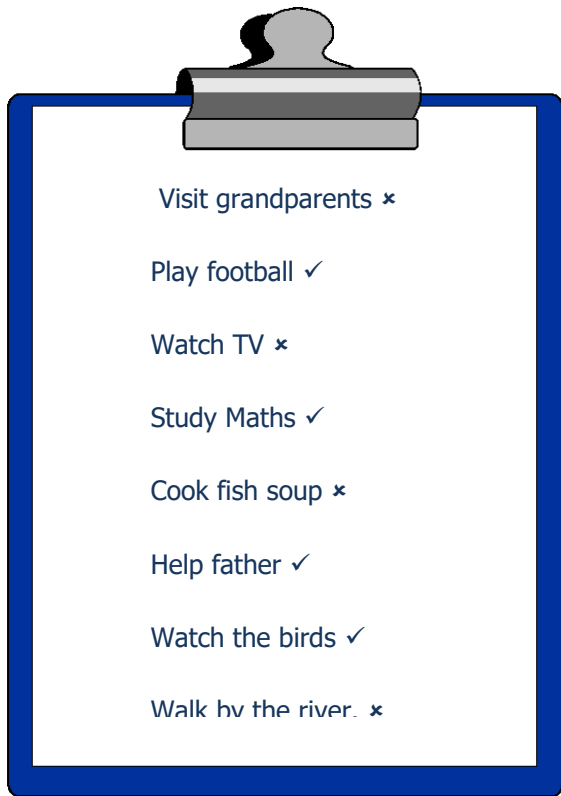 Visit grandparents ×
Play football ✓
Watch TV ×
Study Maths ✓
Cook fish soup ×
Help father ✓
Watch the birds ✓
Walk by the river. ×